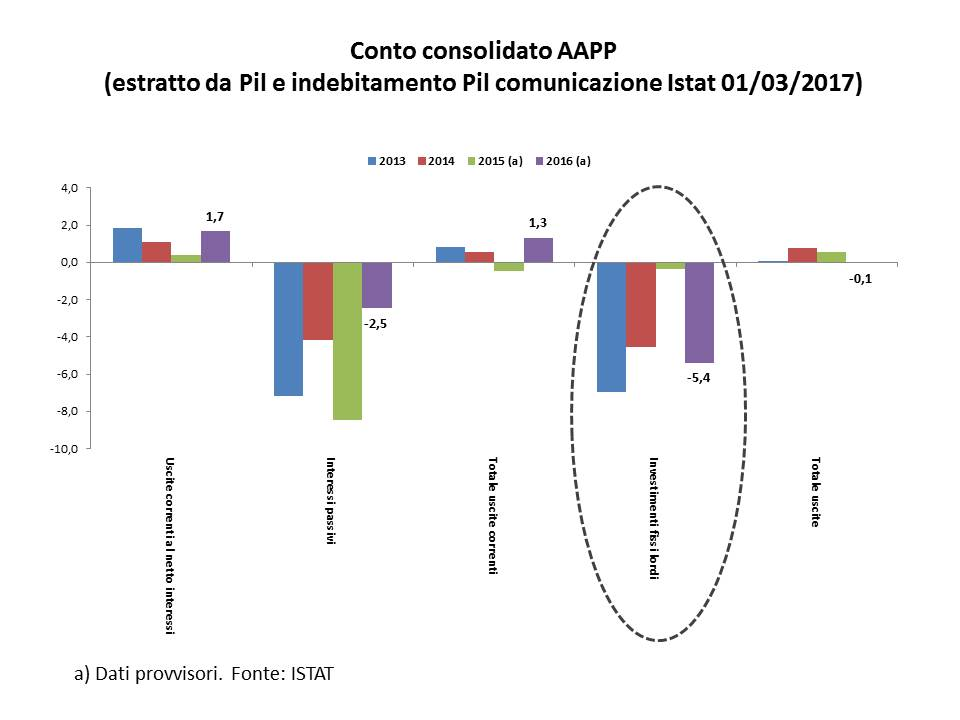 Conto consolidato AAPP
(estratto da Pil e indebitamento Pil comunicazione Istat 01/03/2017)
2013 2014 2015 (a) 2016 (a)
4,0
2,0
0,0
-2,0
-4,0
-6,0
-8,0
-10,0
1,7
-2,5
1,3
-5,4
-0,1
Uscite correnti al netto interessi
Interessi passivi
Totale uscite correnti
Investimenti fissi lordi
Totale uscite
a) Dati provvisori. Fonte: ISTAT